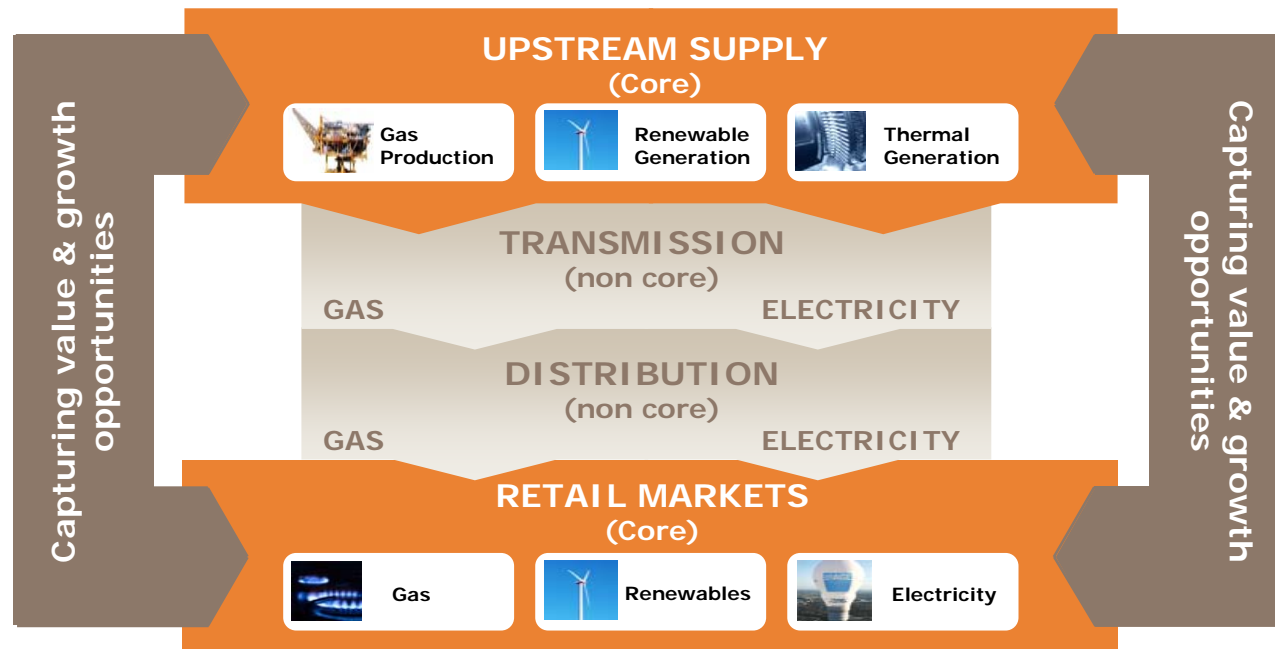 UPSTREAM SUPPLY
(Core)
Gas
Production
Renewable
Generation
Thermal
Generation
Capturing value & growth
opportunities
Capturing value & growth
opportunities
TRANSMISSION
(non core)
GAS
ELECTRICITY
DISTRIBUTION
(non core)
GAS
ELECTRICITY
RETAIL MARKETS
(Core)
Gas
Renewables
Electricity